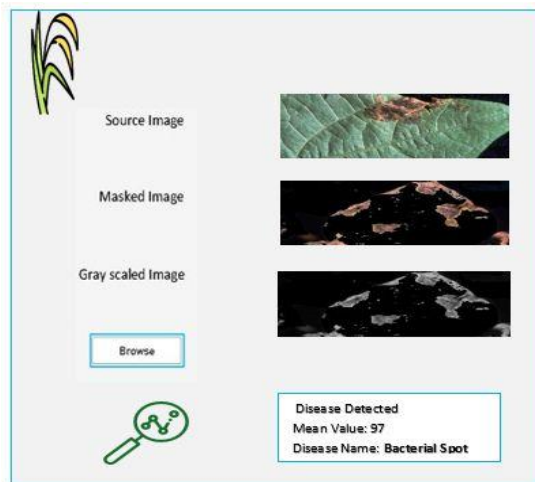 Source Image
Masked Image
Gray scaled Image
Browse
Disease Detected
Mean Value: 97
Disease Name: Bacterial Spot